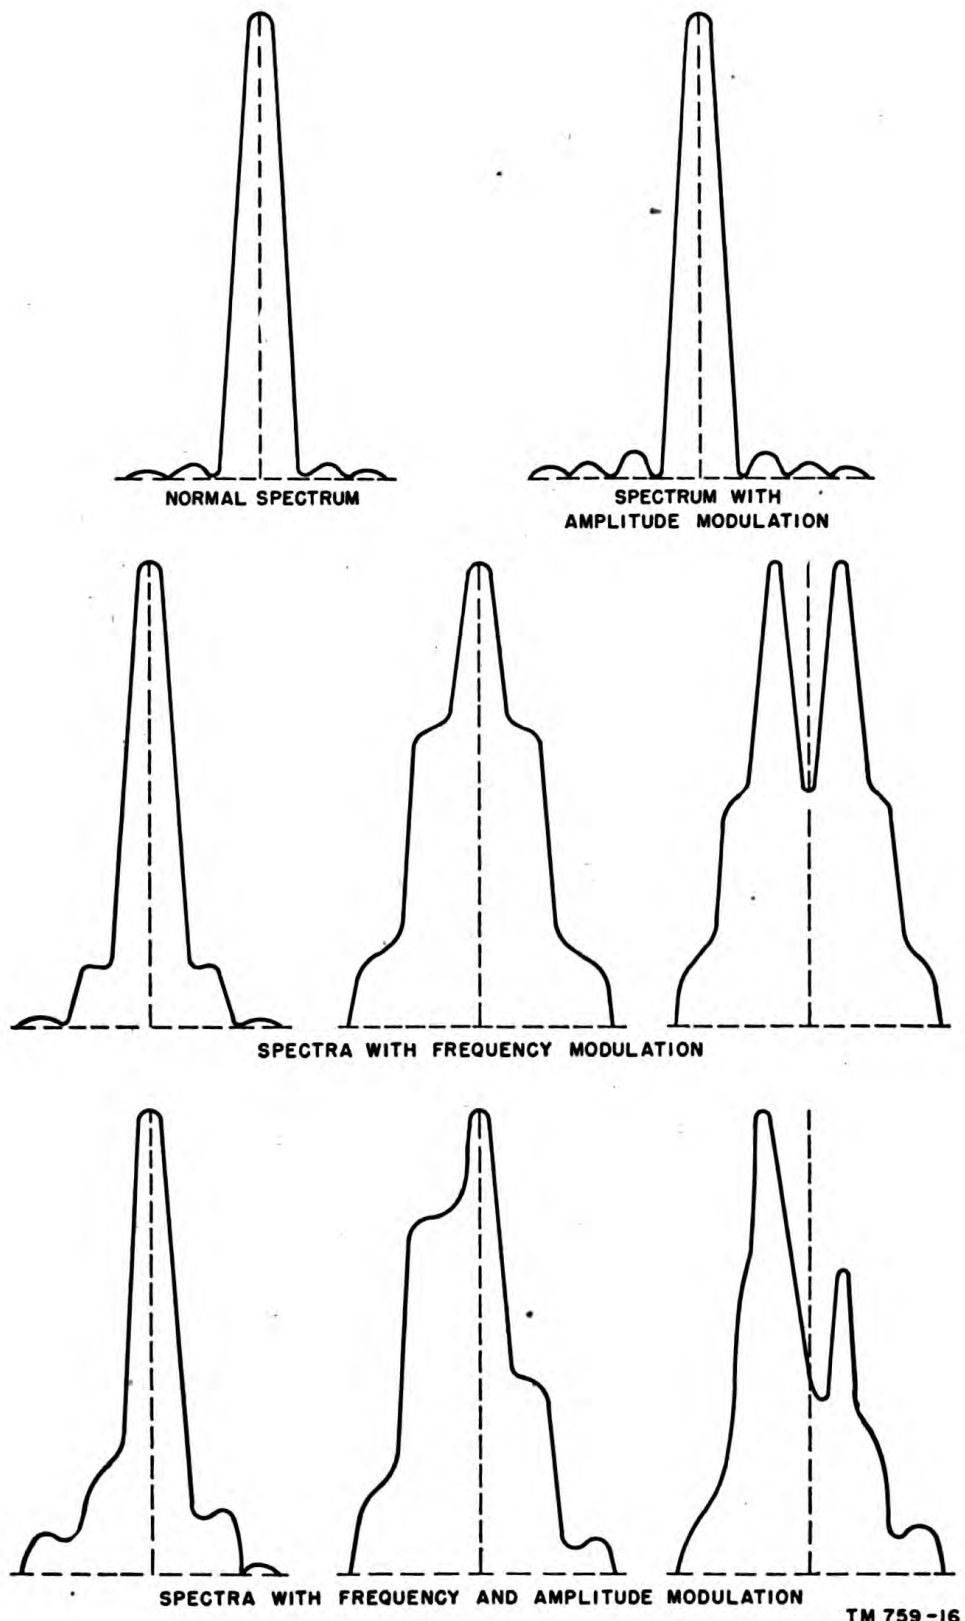 NORMAL SPECTRUM
SPECTRUM WITH
AMPLITUDE MODULATION
SPECTRA WITH FREQUENCY MODULATION
SPECTRA WITH FREQUENCY AND AMPLITUDE MODULATION
TM 759-16